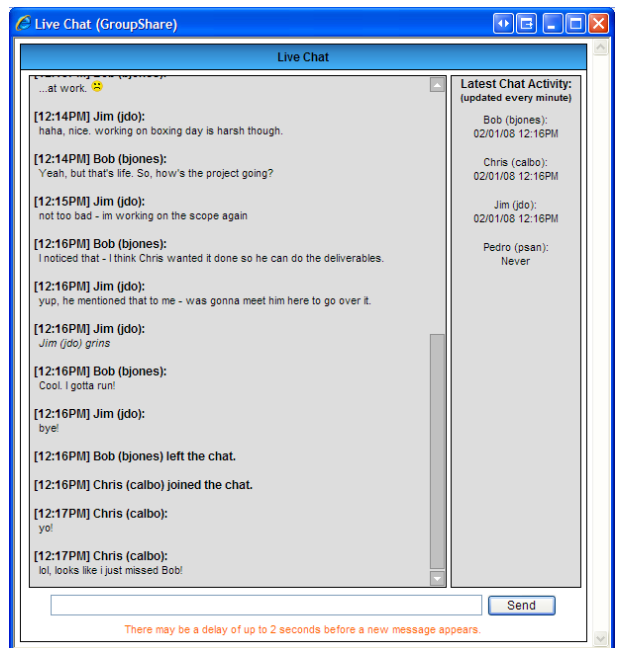 Live Chat (GroupShare)
Live Chat
...at work.
[12:14PM] Jim (jdo):
haha, nice. working on boxing day is harsh though.
[12:14PM] Bob (bjones):
Yeah, but that's life. So, how's the project going?
[12:15PM] Jim (jdo):
not too bad - im working on the scope again
[12:16PM] Bob (bjones):
I noticed that - I think Chris wanted it done so he can do the deliverables.
[12:16PM] Jim (jdo):
yup, he mentioned that to me - was gonna meet him here to go over it.
[12:16PM] Jim (jdo):
Jim (jdo) grins
[12:16PM] Bob (bjones):
Cool. I gotta run!
[12:16PM] Jim (jdo):
bye!
[12:16PM] Bob (bjones) left the chat.
[12:16PM] Chris (calbo) joined the chat.
[12:17PM] Chris (calbo):
yo!
[12:17PM] Chris (calbo):
lol, looks like i just missed Bob!
Latest Chat Activity:
(updated every minute)
Bob (bjones):
02/01/08 12:16PM
Chris (calbo):
02/01/08 12:16PM
Jim (jdo):
02/01/08 12:16PM
Pedro (psan):
Never
Send
There may be a delay of up to 2 seconds before a new message appears.